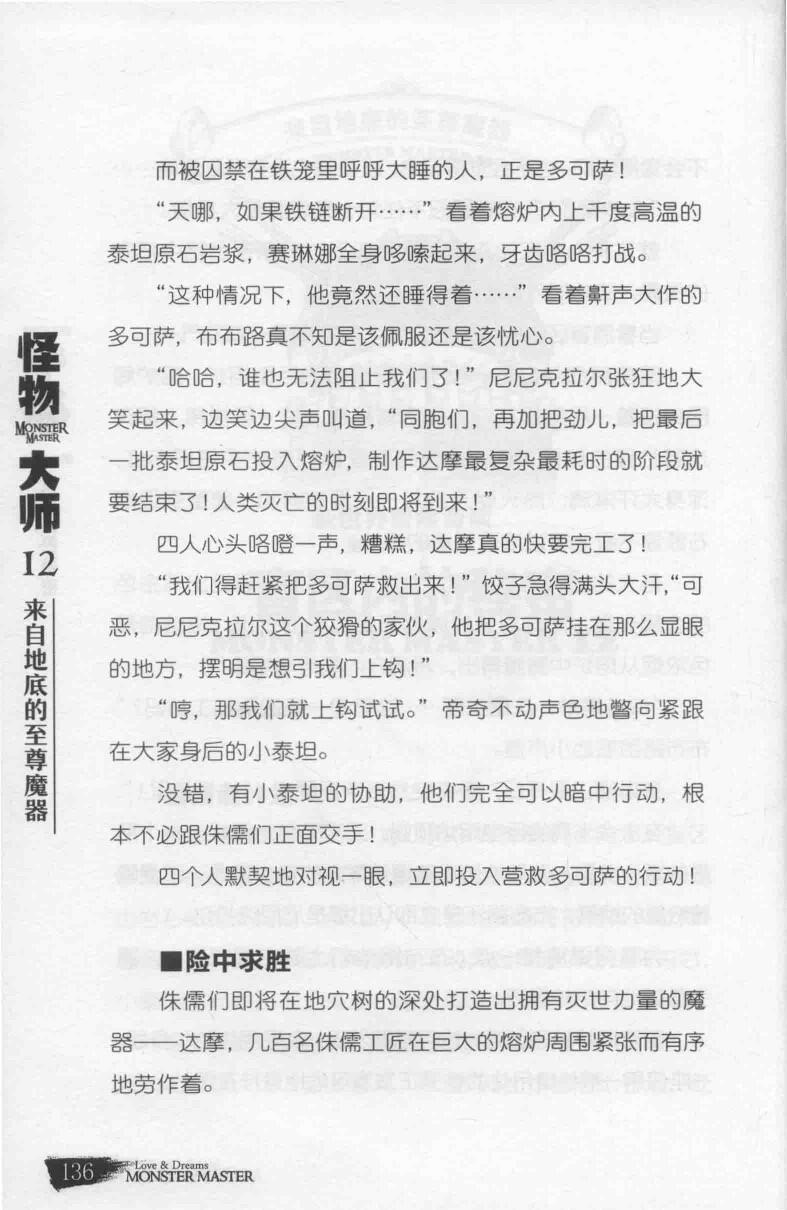 而被囚禁在铁笼里呼呼大睡的人，正是多可萨！
“天哪，如果铁链断开……”看着熔炉内上千度高温的
泰坦原石岩浆，赛琳娜全身哆嗦起来，牙齿咯咯打战。
“这种情况下，他竟然还睡得着……”看着鼾声大作的
多可萨，布布路真不知是该佩服还是该忧心。
“哈哈，谁也无法阻止我们了！”尼尼克拉尔张狂地大
笑起来，边笑边尖声叫道，“同胞们，再加把劲儿，把最后
一批泰坦原石投入熔炉，制作达摩最复杂最耗时的阶段就
要结束了！人类灭亡的时刻即将到来！”
四人心头咯噔一声，糟糕，达摩真的快要完工了！
“我们得赶紧把多可萨救出来！”饺子急得满头大汗，“可
恶，尼尼克拉尔这个狡猾的家伙，他把多可萨挂在那么显眼
的地方，摆明是想引我们上钩！”
“哼，那我们就上钩试试。”帝奇不动声色地瞥向紧跟
在大家身后的小泰坦。
没错，有小泰坦的协助，他们完全可以暗中行动，根
本不必跟侏儒们正面交手！
四个人默契地对视一眼，立即投入营救多可萨的行动！
■险中求胜
侏儒们即将在地穴树的深处打造出拥有灭世力量的魔
器——达摩，几百名侏儒工匠在巨大的熔炉周围紧张而有序
地劳作着。
怪物
MONSTER
MASTER
大师
12
来自地底的至尊魔器
136
Love & Dreams
MONSTER MASTER